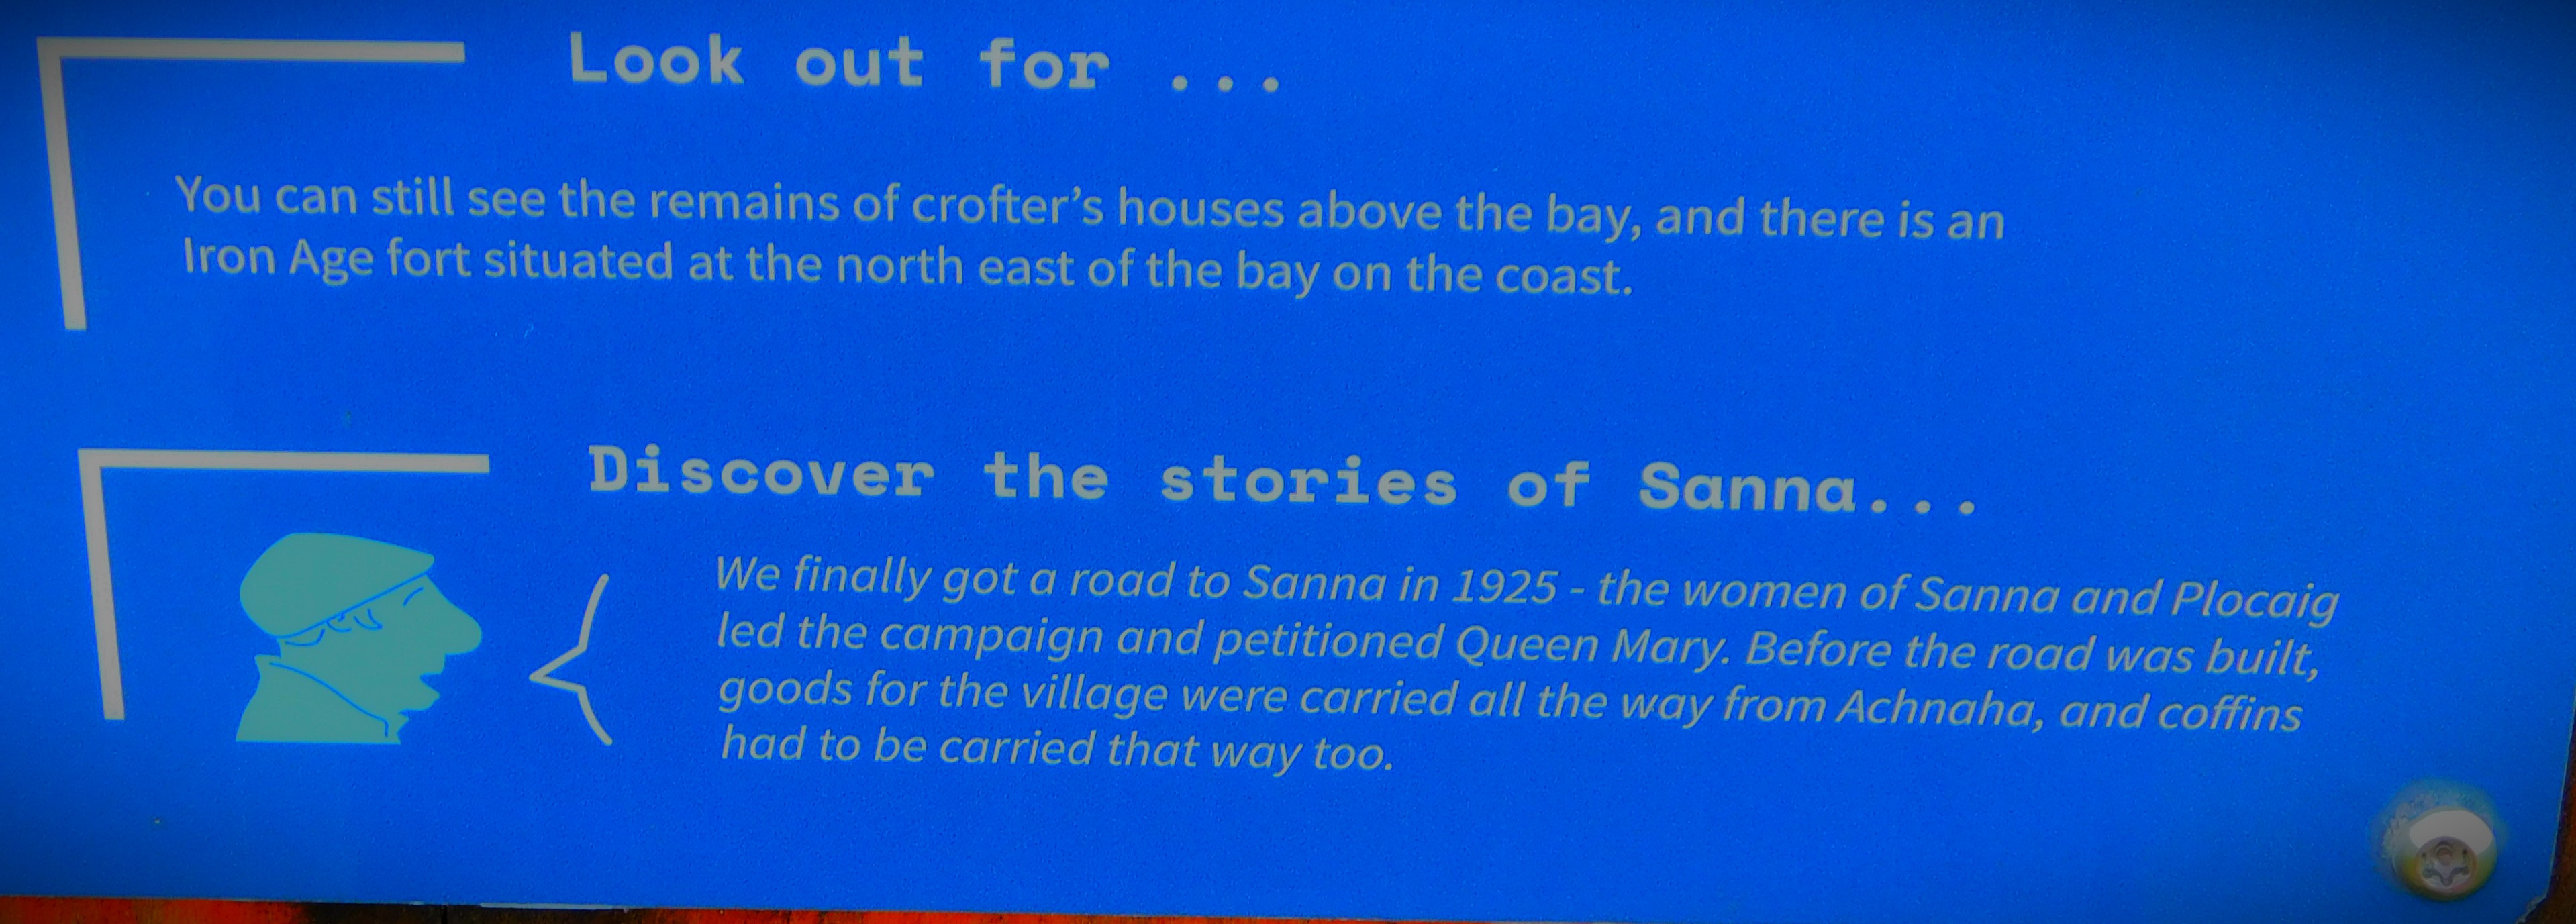 Look out for ...
You can still see the remains of crofter’s houses above the bay, and there is an
Iron Age fort situated at the north east of the bay on the coast.
Discover the stories of Sanna...
We finally got a road to Sanna in 1925 - the women of Sanna and Plocaig
led the campaign and petitioned Queen Mary. Before the road was built,
goods for the village were carried all the way from Achnaha, and coffins
had to be carried that way too.